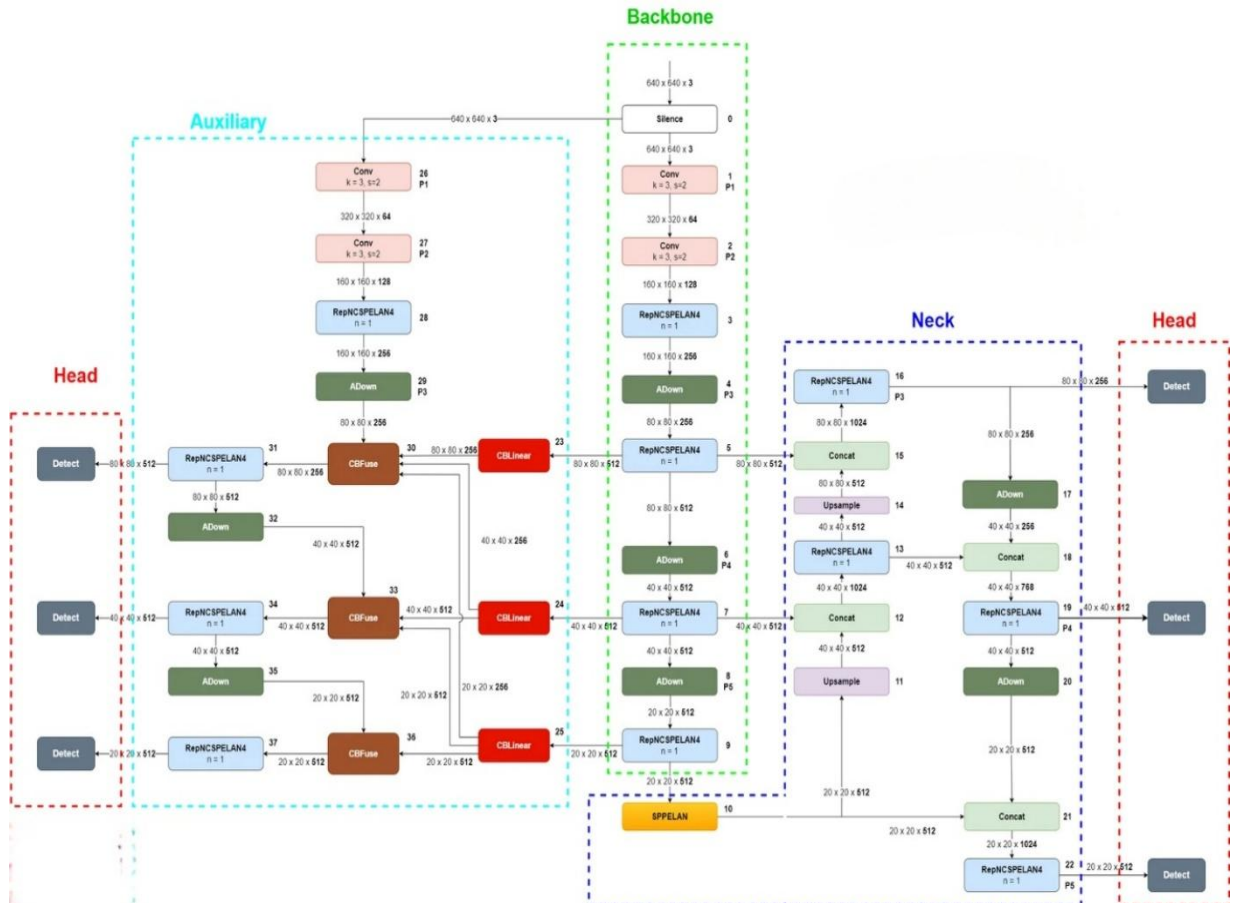 Backbone
640 x 640 x 3
Silence
0
640 x 640 x 3
640 x 640 x 3
Conv
k = 3, s=2
1
P1
320 x 320 x 64
Conv
k = 3, s=2
2
P2
160 x 160 x 128
RepNCSPELAN4
n = 1
3
160 x 160 x 256
ADown
4
P3
80 x 80 x 256
RepNCSPELAN4
n = 1
5
80 x 80 x 512
80 x 80 x 512
80 x 80 x 512
ADown
6
P4
40 x 40 x 512
RepNCSPELAN4
n = 1
7
40 x 40 x 512
40 x 40 x 512
40 x 40 x 512
ADown
8
P5
20 x 20 x 512
RepNCSPELAN4
n = 1
9
20 x 20 x 512
20 x 20 x 512
Auxiliary
Conv
k = 3, s=2
26
P1
320 x 320 x 64
Conv
k = 3, s=2
27
P2
160 x 160 x 128
RepNCSPELAN4
n = 1
28
160 x 160 x 256
ADown
29
P3
80 x 80 x 256
CBFuse
30
80 x 80 x 256
CBLinear
23
80 x 80 x 256
RepNCSPELAN4
n = 1
31
80 x 80 x 512
80 x 80 x 512
ADown
32
40 x 40 x 512
40 x 40 x 256
CBFuse
33
40 x 40 x 512
CBLinear
24
40 x 40 x 512
RepNCSPELAN4
n = 1
34
40 x 40 x 512
40 x 40 x 512
ADown
35
20 x 20 x 512
20 x 20 x 512
20 x 20 x 256
CBFuse
36
20 x 20 x 512
CBLinear
25
20 x 20 x 512
RepNCSPELAN4
n = 1
37
20 x 20 x 512
Head
Detect
Detect
Detect
Neck
RepNCSPELAN4
n = 1
16
P3
80 x 80 x 256
80 x 80 x 1024
80 x 80 x 256
Concat
15
80 x 80 x 512
ADown
17
Upsample
14
40 x 40 x 512
40 x 40 x 256
RepNCSPELAN4
n = 1
13
40 x 40 x 512
Concat
18
40 x 40 x 1024
40 x 40 x 768
Concat
12
RepNCSPELAN4
n = 1
19
P4
40 x 40 x 512
40 x 40 x 512
40 x 40 x 512
Upsample
11
ADown
20
20 x 20 x 512
20 x 20 x 512
SPPELAN
10
20 x 20 x 512
Concat
21
20 x 20 x 1024
RepNCSPELAN4
n = 1
22
P5
20 x 20 x 512
Head
Detect
Detect
Detect